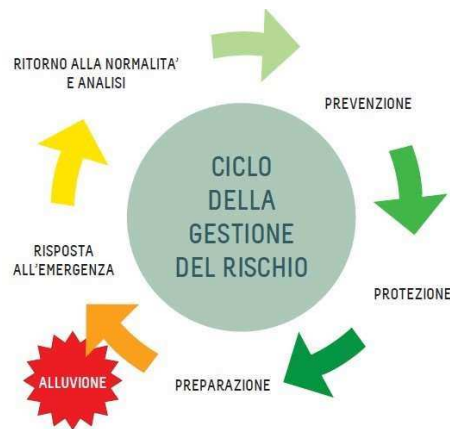 RITORNO ALLA NORMALITA'
E ANALISI
PREVENZIONE
CICLO
DELLA
GESTIONE
DEL RISCHIO
RISPOSTA
ALL'EMERGENZA
PROTEZIONE
ALLUVIONE
PREPARAZIONE